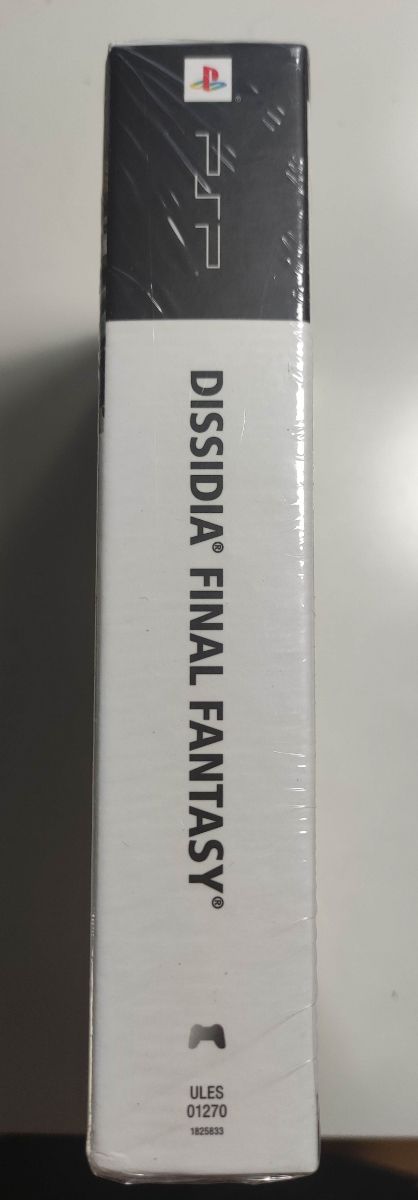 PSP
DISSIDIA® FINAL FANTASY®
ULES
01270
1825833